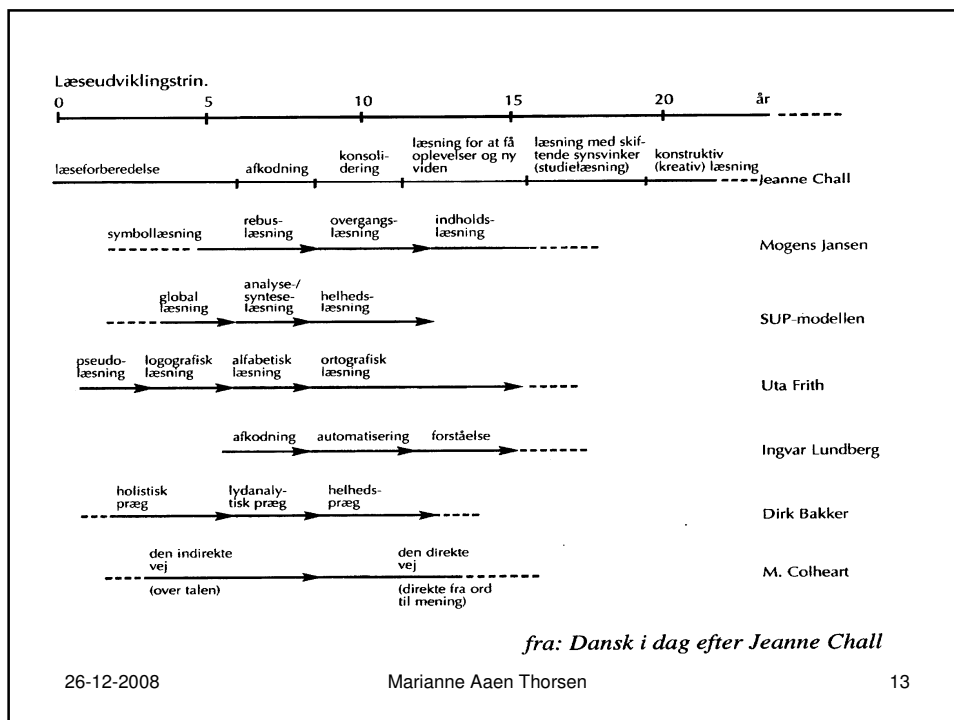 Læseudviklingstrin.
0 5 10 15 20 år
læseforberedelse
afkodning
konsoli-
dering
læsning for at få
oplevelser og ny
viden
læsning med skif-
tende synsvinker
(studielæsning)
konstruktiv
(kreativ) læsning
Jeanne Chall
symbollæsning
rebus-
læsning
overgangs-
læsning
indholds-
læsning
Mogens Jansen
global
læsning
analyse-/
syntese-
læsning
helheds-
læsning
SUP-modellen
pseudo-
læsning
logografisk
læsning
alfabetisk
læsning
ortografisk
læsning
Uta Frith
afkodning
automatisering
forståelse
Ingvar Lundberg
holistisk
præg
lydanaly-
tisk præg
helheds-
præg
Dirk Bakker
den indirekte
vej
(over talen)
den direkte
vej
(direkte fra ord
til mening)
M. Colheart
fra: Dansk i dag efter Jeanne Chall
26-12-2008 Marianne Aaen Thorsen 13